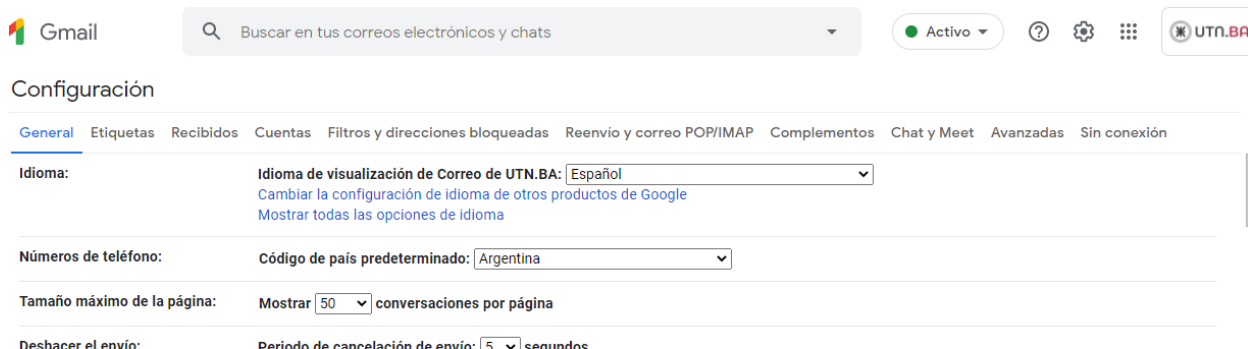 Gmail
Buscar en tus correos electrónicos y chats
Activo
UTN.BA
Configuración
General Etiquetas Recibidos Cuentas Filtros y direcciones bloqueadas Reenvío y correo POP/IMAP Complementos Chat y Meet Avanzadas Sin conexión
Idioma: Idioma de visualización de Correo de UTN.BA: Español
Cambiar la configuración de idioma de otros productos de Google
Mostrar todas las opciones de idioma
Números de teléfono: Código de país predeterminado: Argentina
Tamaño máximo de la página: Mostrar 50 conversaciones por página
Deshacer el envío: Periodo de cancelación de envío: 5 segundos